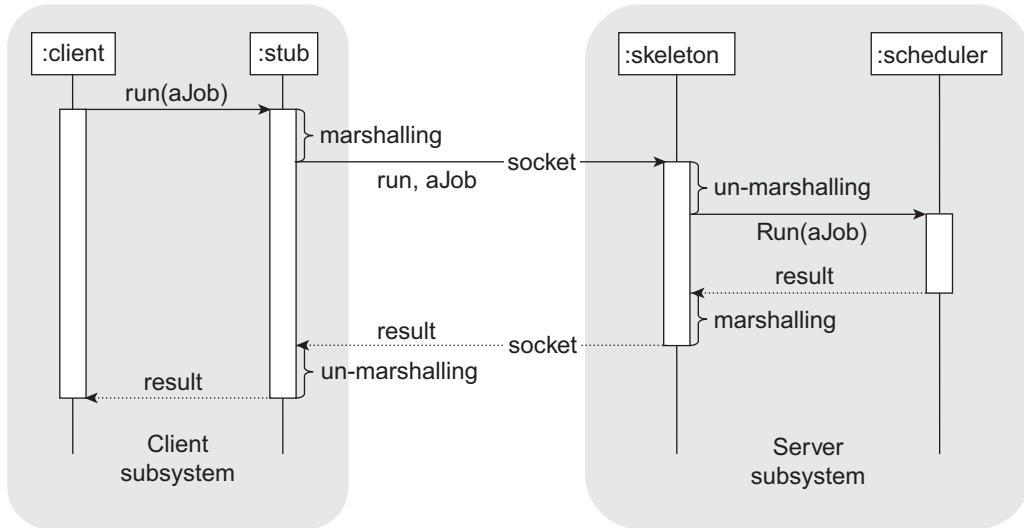 :client
:stub
:skeleton
:scheduler
run(aJob)
marshalling
socket
run, aJob
un-marshalling
Run(aJob)
result
marshalling
result
socket
un-marshalling
result
Client
subsystem
Server
subsystem